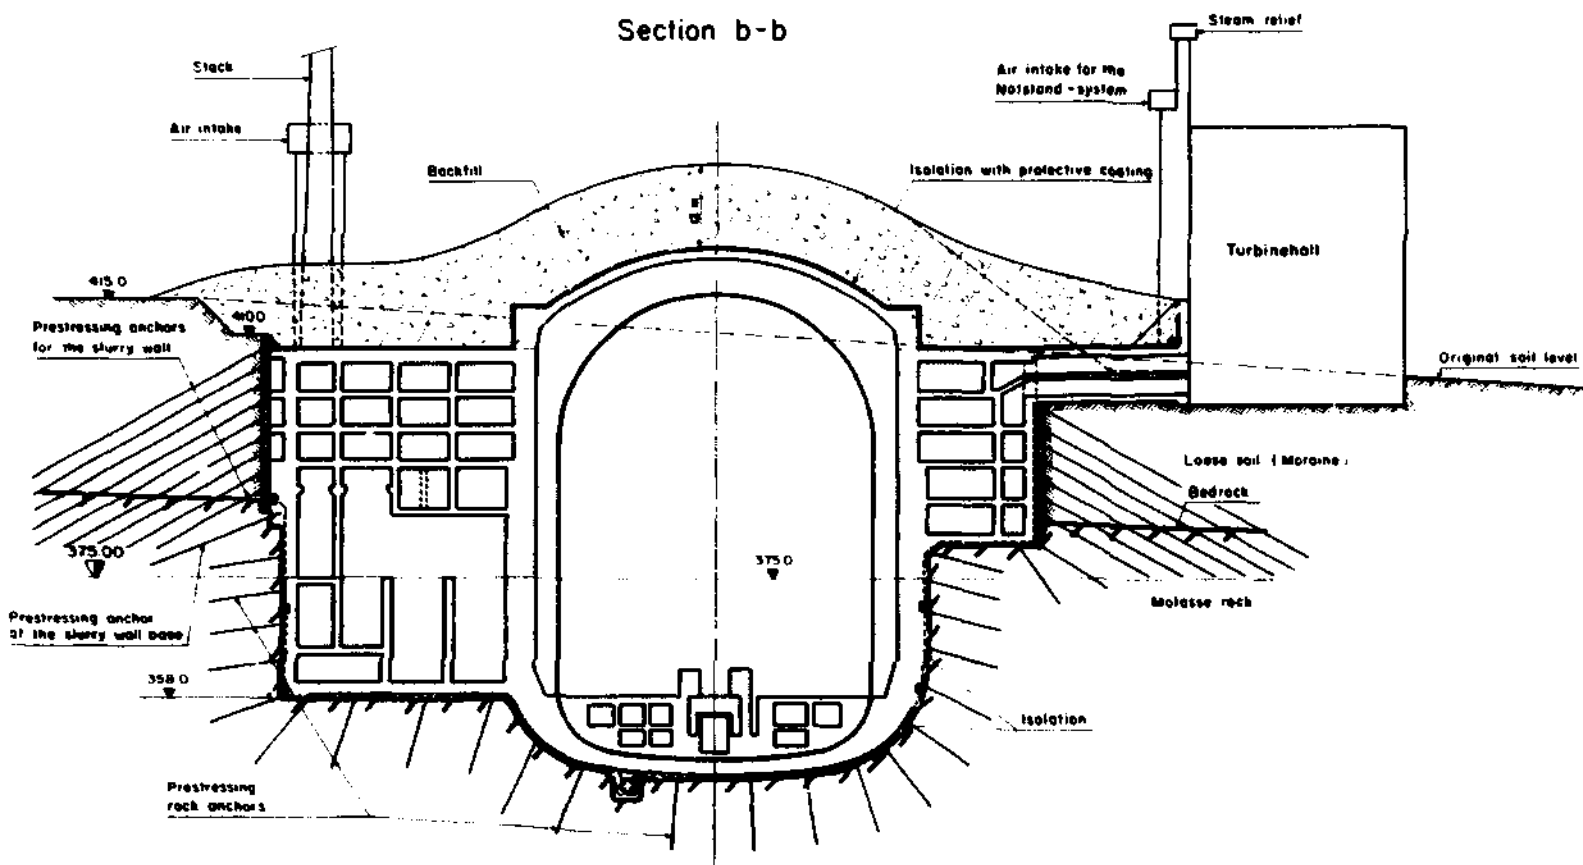 Section b-b
Steam relief
Stack
Air intake for the
Notstand-system
Air intake
Backfill
Isolation with protective coating
Turbinehall
415.0
410.0
Prestressing anchors
for the slurry wall
Original soil level
Loose soil (Moraine)
Bedrock
375.00
375.0
Molasse rock
Prestressing anchor
at the slurry wall base
358.0
Isolation
Prestressing
rock anchors